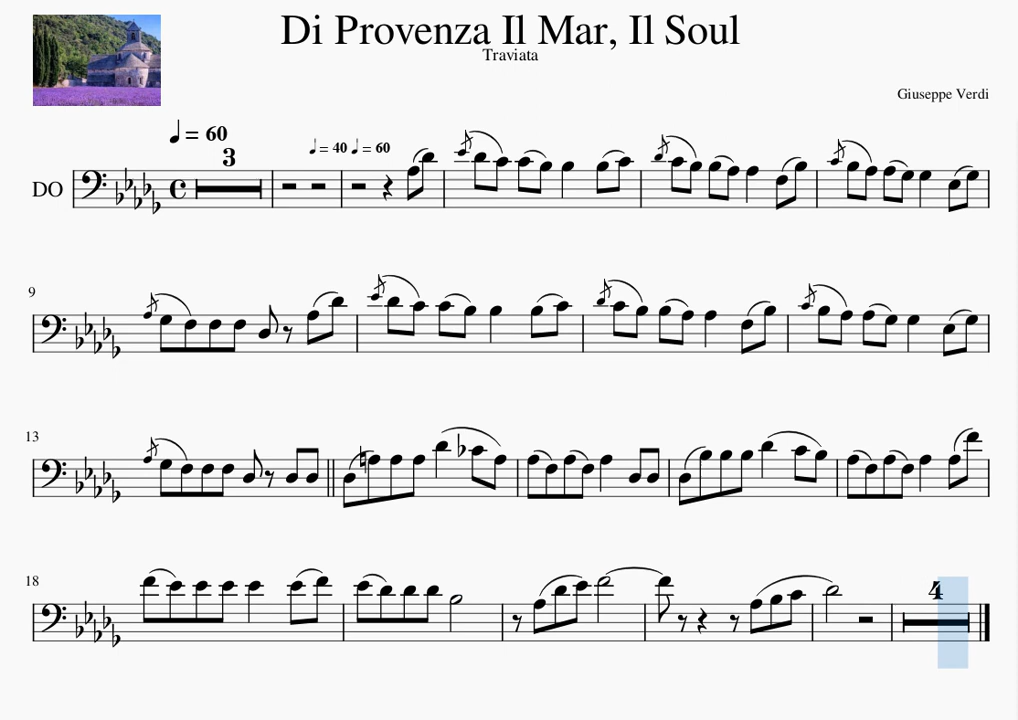 Di Provenza Il Mar, Il Soul
Traviata
Giuseppe Verdi
♩ = 60
3
♩ = 40 ♩ = 60
DO
9
13
18
4